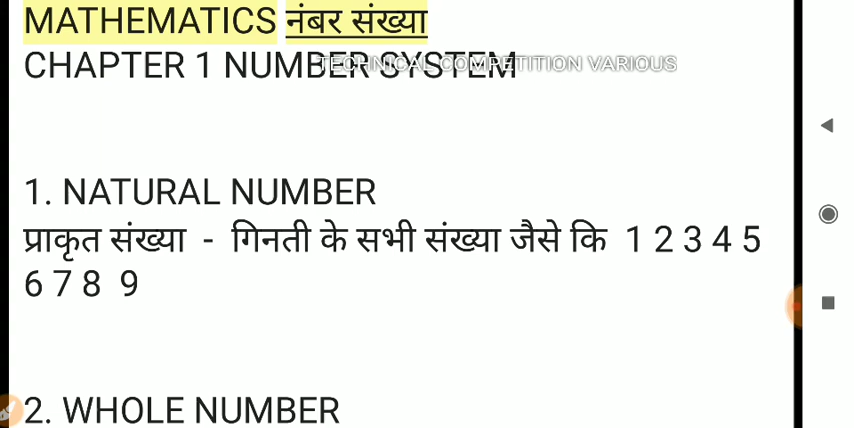 MATHEMATICS नंबर संख्या
CHAPTER 1 NUMBER SYSTEM
TECHNICAL COMPETITION VARIOUS
1. NATURAL NUMBER
प्राकृत संख्या - गिनती के सभी संख्या जैसे कि 1 2 3 4 5
6 7 8 9
2. WHOLE NUMBER